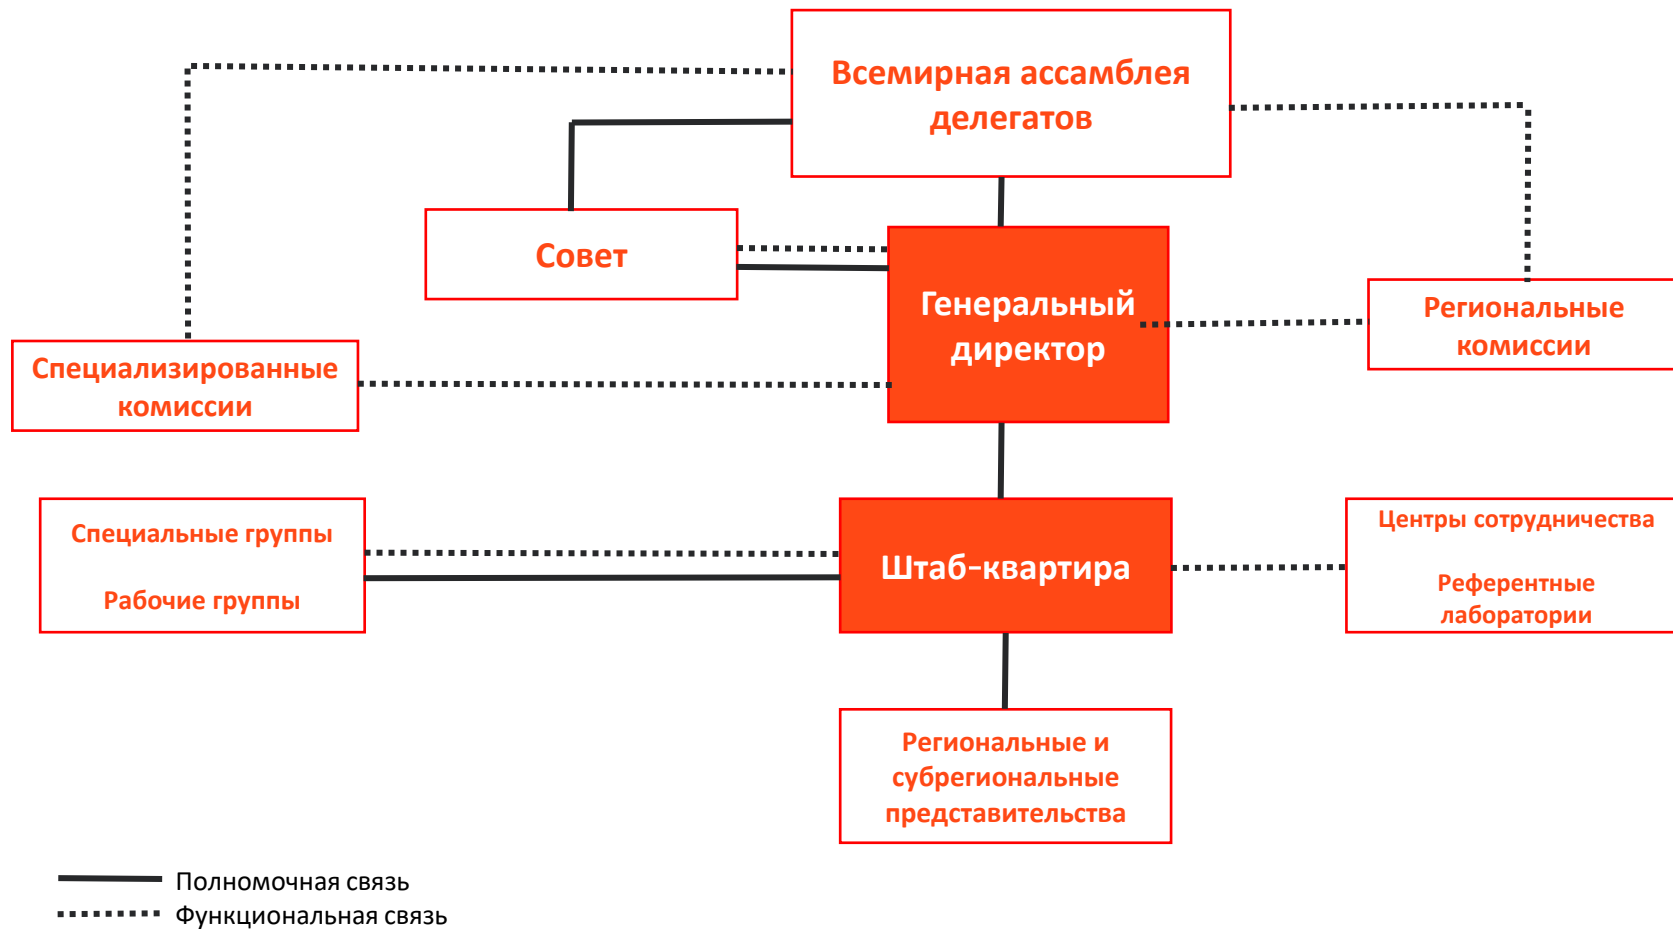 Всемирная ассамблея
делегатов
Совет
Генеральный
директор
Региональные
комиссии
Специализированные
комиссии
Специальные группы
Рабочие группы
Штаб-квартира
Центры сотрудничества
Референтные
лаборатории
Региональные и
субрегиональные
представительства
Полномочная связь
Функциональная связь